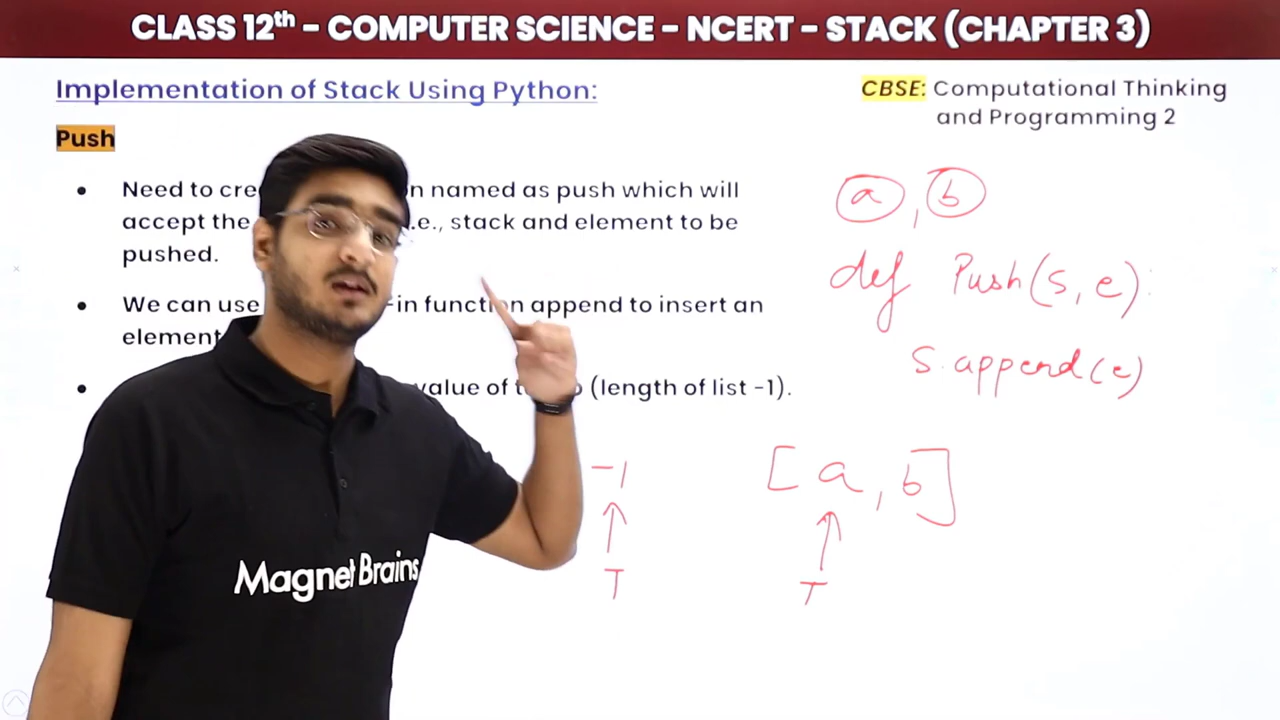 CLASS 12th - COMPUTER SCIENCE - NCERT - STACK (CHAPTER 3)
Implementation of Stack Using Python:
CBSE: Computational Thinking
and Programming 2
Push
• Need to named as push which will
accept the i.e., stack and element to be
pushed.
• We can use -in function append to insert an
element
• value of (length of list -1).
a, b
def Push(s, e):
s.append(e)
-1
T
[a, b]
T
Magnet Brains